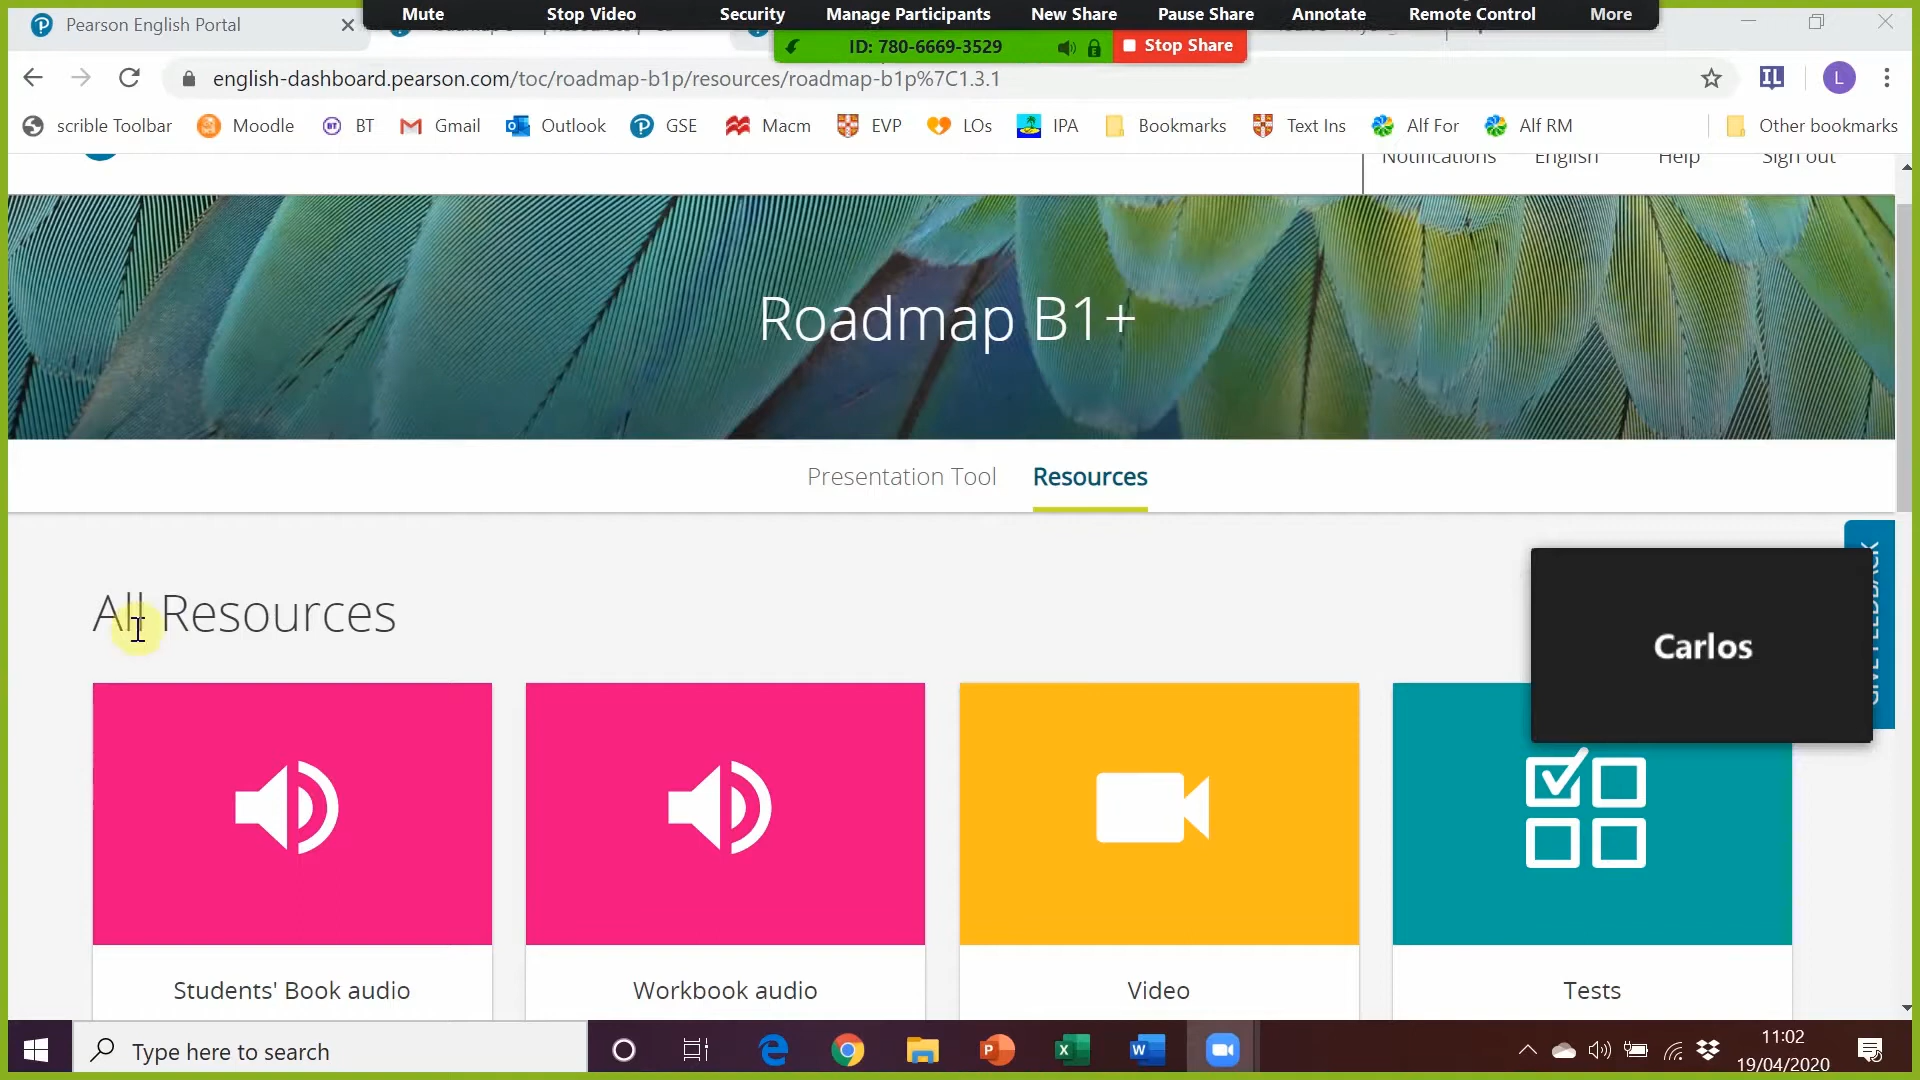 Mute Stop Video Security Manage Participants New Share Pause Share Annotate Remote Control More
Pearson English Portal
ID: 780-6669-3529 Stop Share
english-dashboard.pearson.com/toc/roadmap-b1p/resources/roadmap-b1p%7C1.3.1
IL L
scrible Toolbar Moodle BT Gmail Outlook GSE Macm EVP LOs IPA Bookmarks Text Ins Alf For Alf RM Other bookmarks
Notifications English Help Sign out
Roadmap B1+
Presentation Tool Resources
All Resources
Carlos
Students' Book audio Workbook audio Video Tests
Type here to search
11:02
19/04/2020